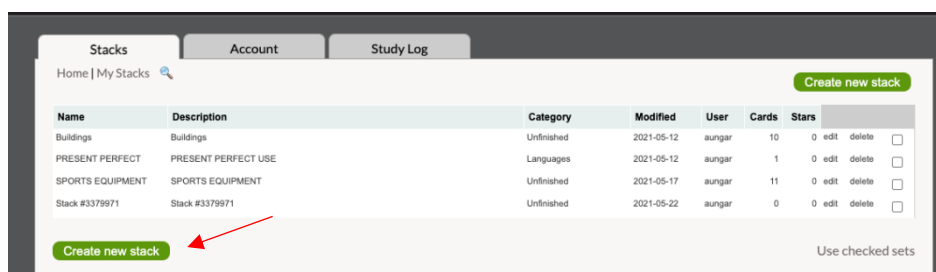 Stacks Account Study Log
Home | My Stacks
Create new stack
Name Description Category Modified User Cards Stars
Buildings Buildings Unfinished 2021-05-12 aungar 10 0 edit delete
PRESENT PERFECT PRESENT PERFECT USE Languages 2021-05-12 aungar 1 0 edit delete
SPORTS EQUIPMENT SPORTS EQUIPMENT Unfinished 2021-05-17 aungar 11 0 edit delete
Stack #3379971 Stack #3379971 Unfinished 2021-05-22 aungar 0 0 edit delete
Create new stack Use checked sets